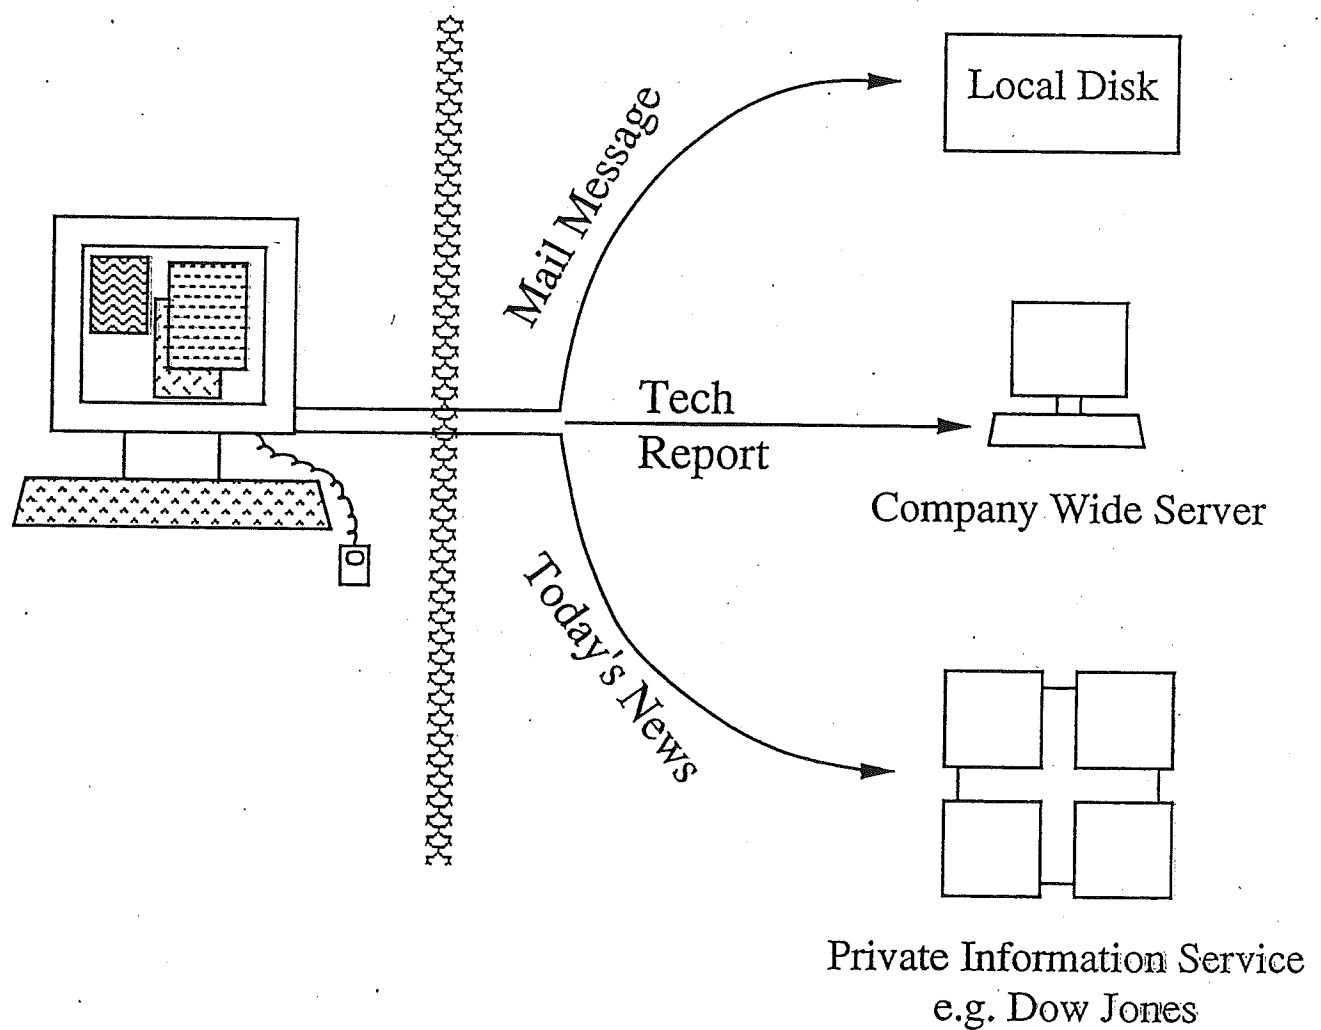 Local Disk
Mail Message
Tech
Report
Company Wide Server
Today's News
Private Information Service
e.g. Dow Jones